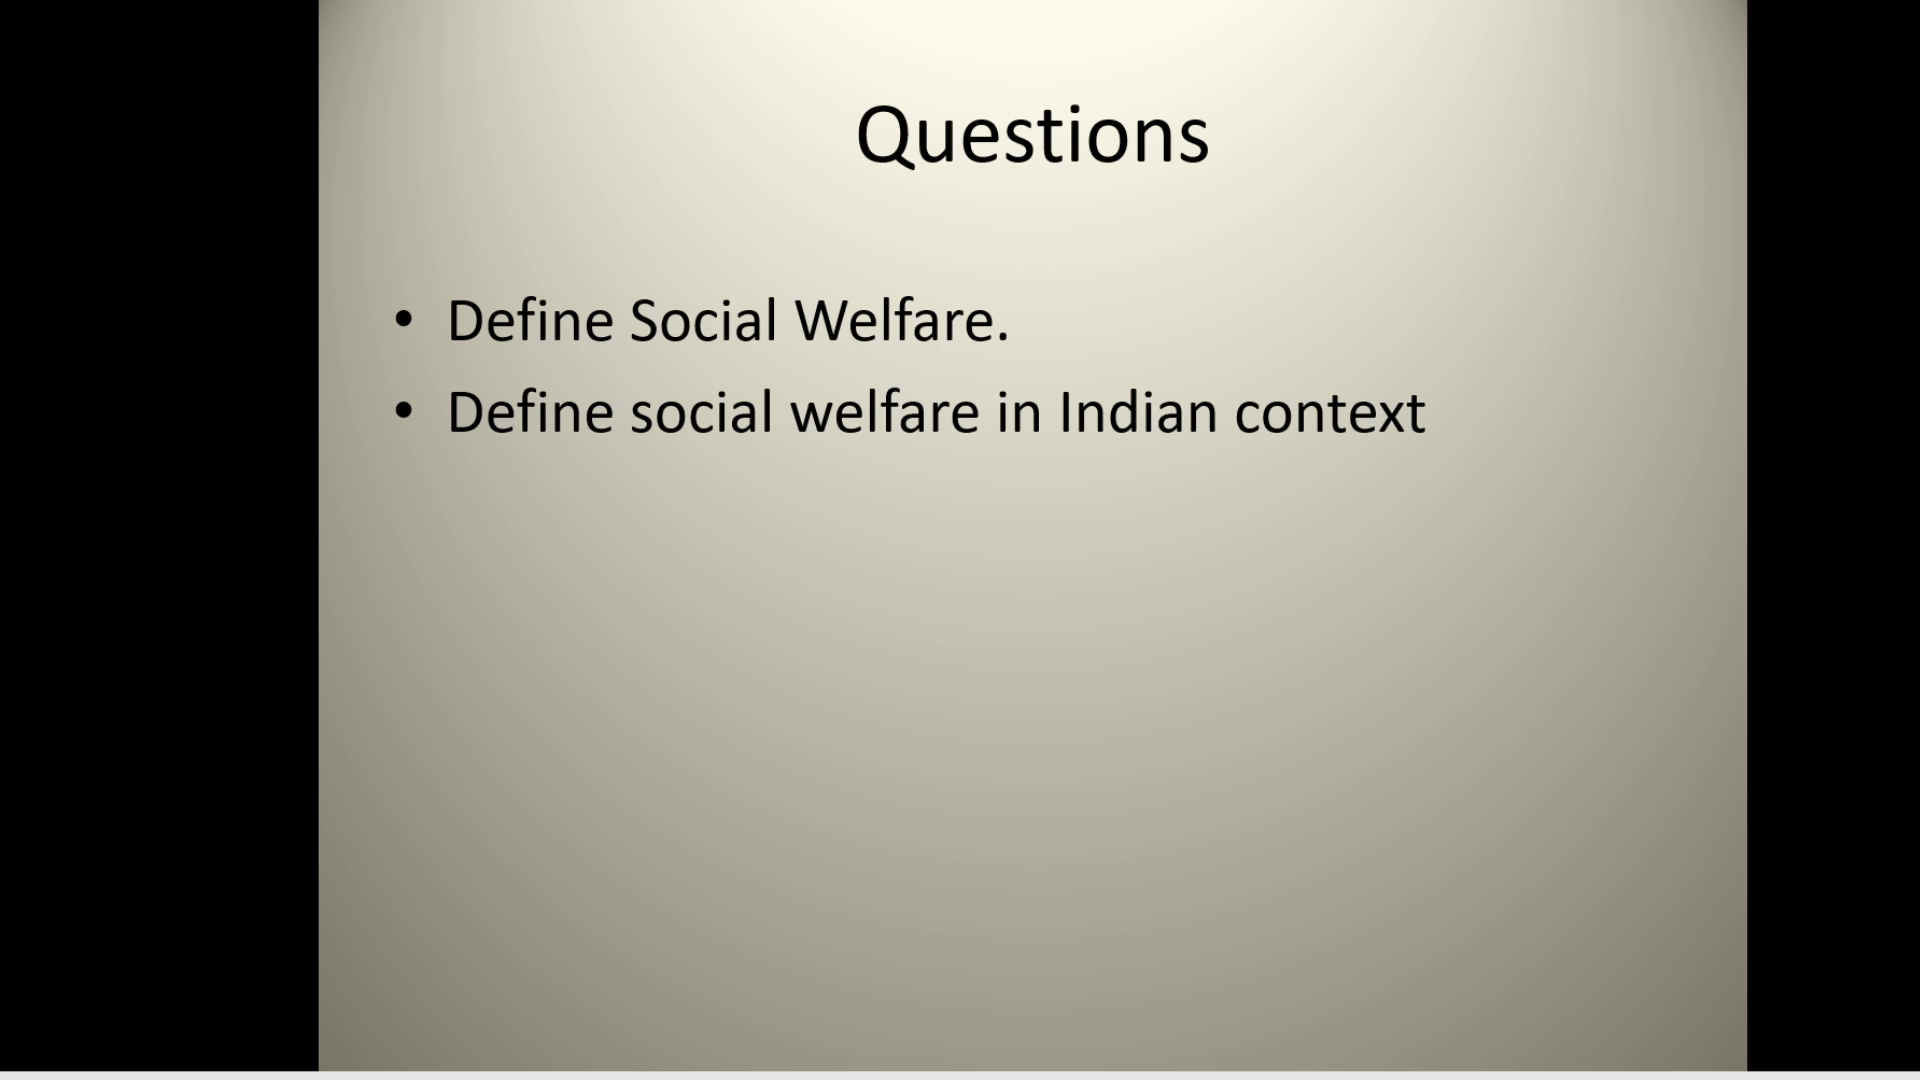 Questions
• Define Social Welfare.
• Define social welfare in Indian context